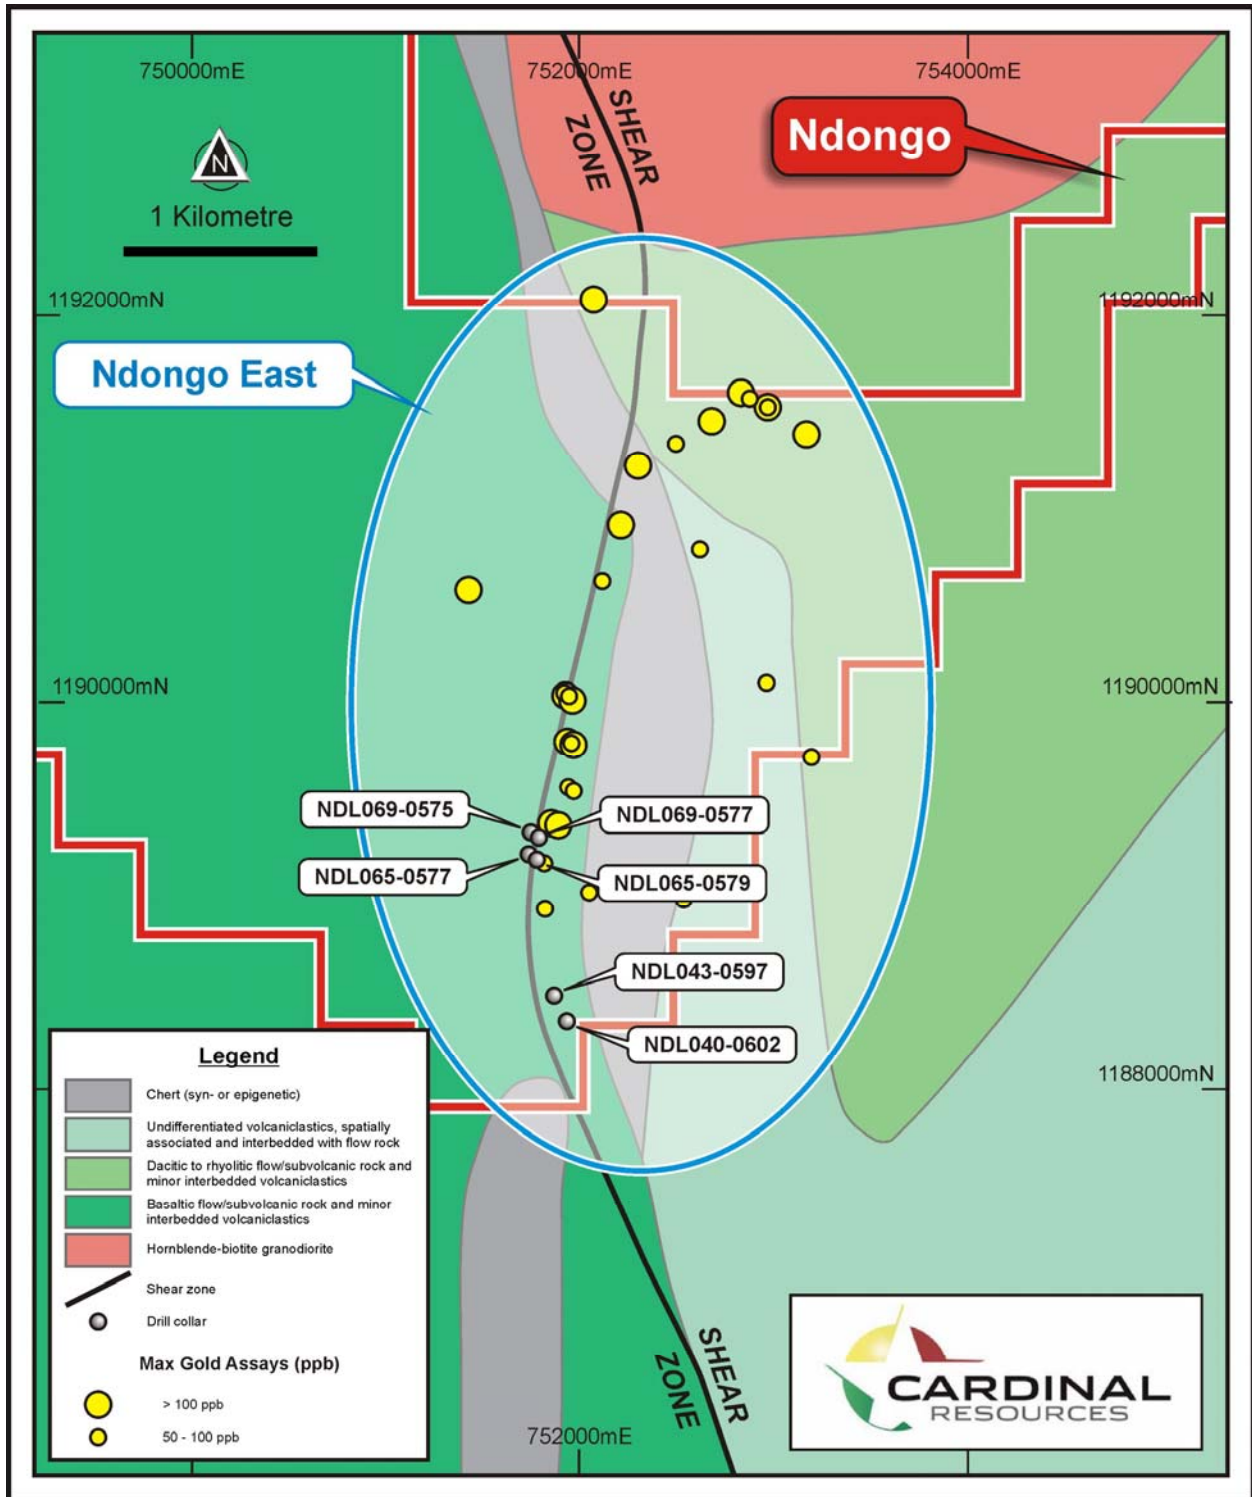 750000mE
752000mE
754000mE
SHEAR
ZONE
Ndongo
N
1 Kilometre
1192000mN
1192000mN
Ndongo East
1190000mN
1190000mN
NDL069-0575
NDL069-0577
NDL065-0577
NDL065-0579
NDL043-0597
NDL040-0602
1188000mN
Legend
Chert (syn- or epigenetic)
Undifferentiated volcaniclastics, spatially
associated and interbedded with flow rock
Dacitic to rhyolitic flow/subvolcanic rock and
minor interbedded volcaniclastics
Basaltic flow/subvolcanic rock and minor
interbedded volcaniclastics
Hornblende-biotite granodiorite
Shear zone
Drill collar
Max Gold Assays (ppb)
> 100 ppb
50 - 100 ppb
SHEAR
ZONE
752000mE
CARDINAL
RESOURCES